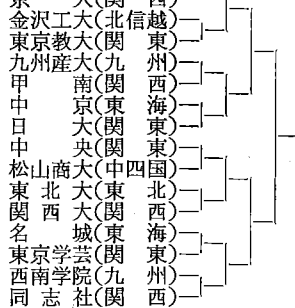 金沢工大(北信越)
東京教大(関 東)
九州産大(九 州)
甲 南(関 西)
中 京(東 海)
日 大(関 東)
中 央(関 東)
松山商大(中四国)
東 北 大(東 北)
関 西 大(関 西)
名 城(東 海)
東京学芸(関 東)
西南学院(九 州)
同 志 社(関 西)